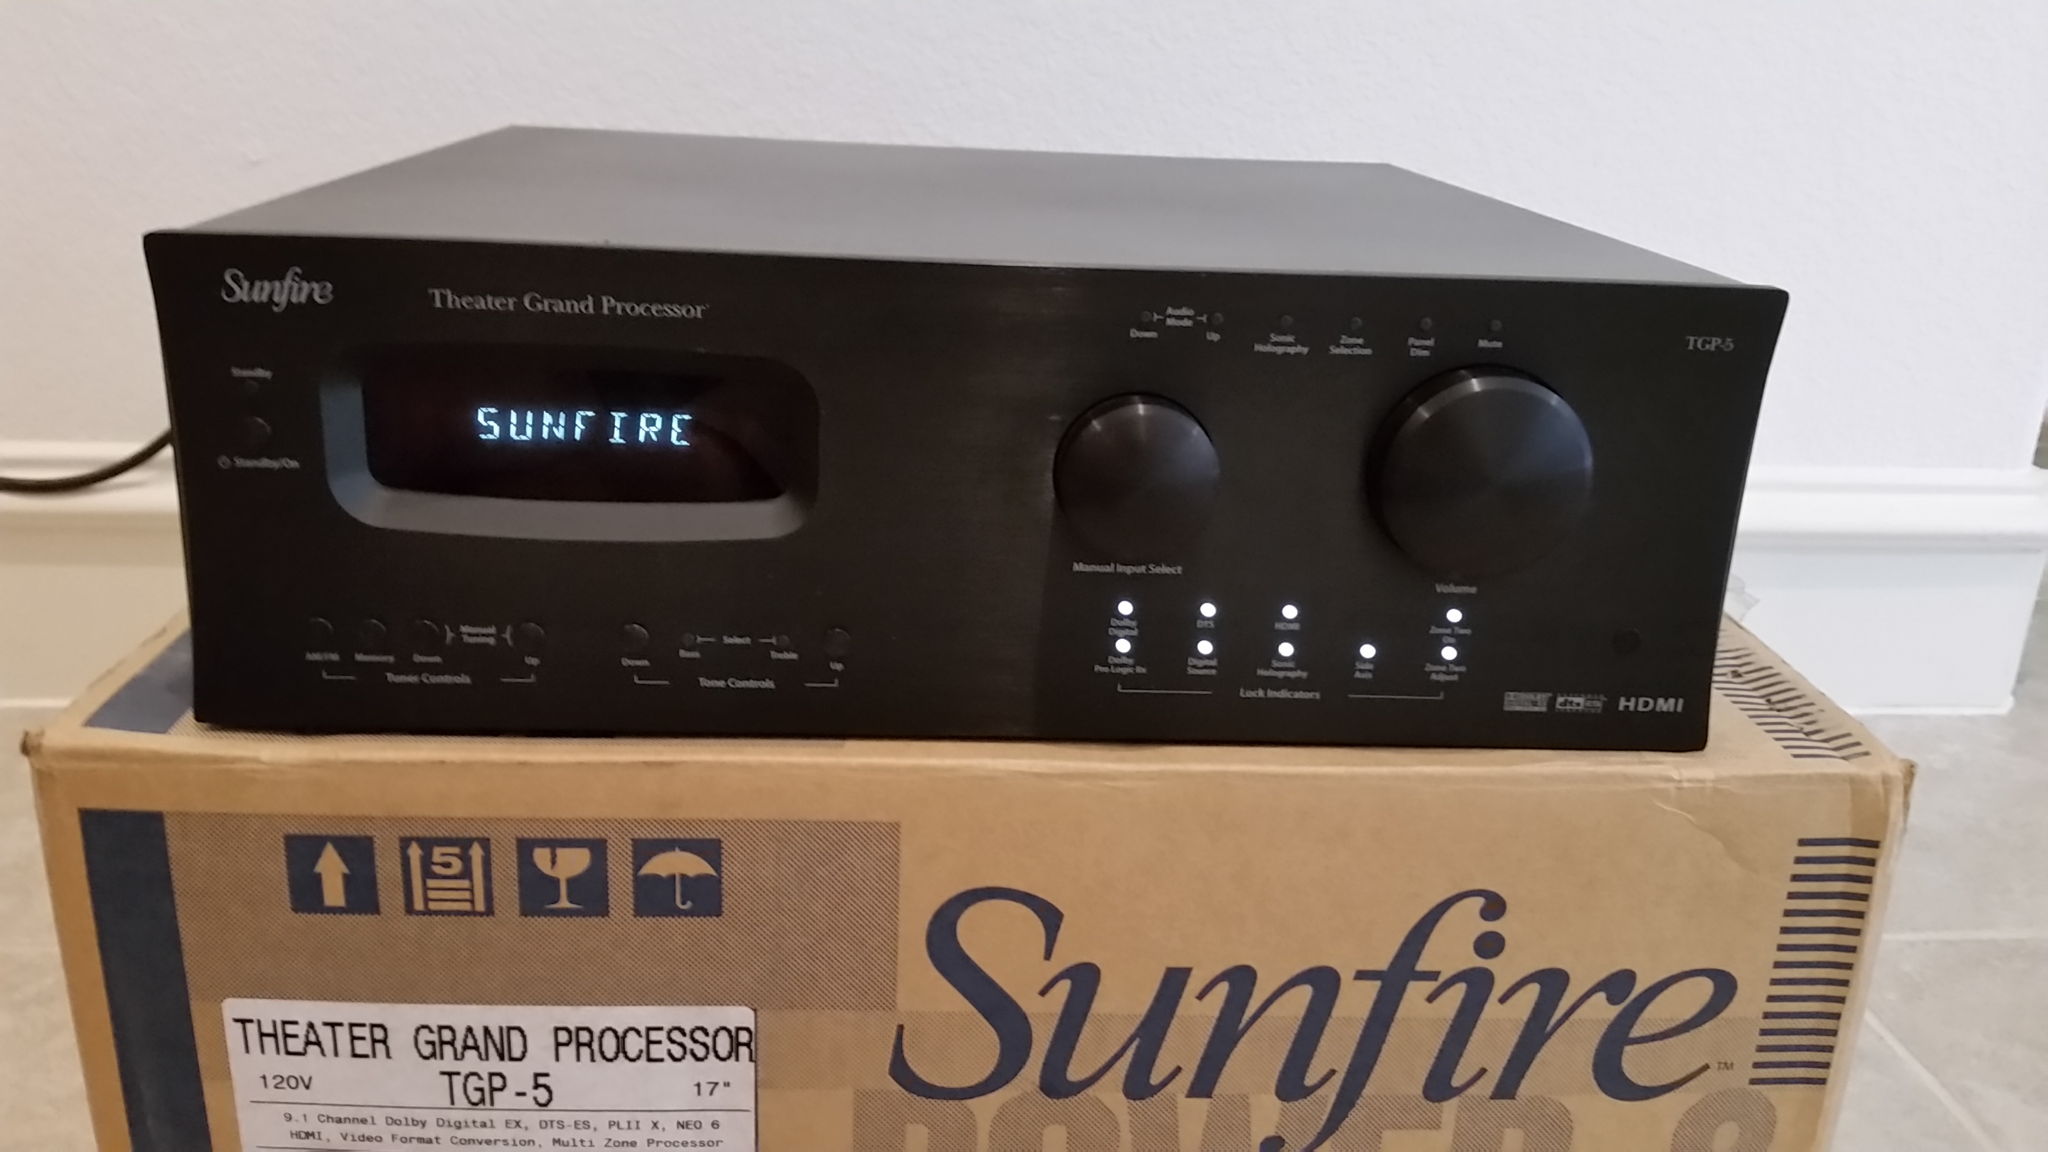 Sunfire
Theater Grand Processor
TGP-5
Audio
Mode
Down
Up
Sonic
Holography
Zone
Selection
Panel
Dim
Mute
Standby
Standby/On
SUNFIRE
Manual Input Select
Volume
Dolby
Digital
DTS
HDMI
Zone Two
On
Dolby
Pro Logic IIx
Digital
Source
Sonic
Holography
Side
Axis
Zone Two
Adjust
Lock Indicators
AM/FM
Memory
Down
Manual
Tuning
Up
Tuner Controls
Down
Bass
Select
Treble
Up
Tone Controls
dts ES
HDMI
5
Sunfire™
THEATER GRAND PROCESSOR
120V TGP-5 17"
9.1 Channel Dolby Digital EX, DTS-ES, PLII X, NEO 6
HDMI, Video Format Conversion, Multi Zone Processor